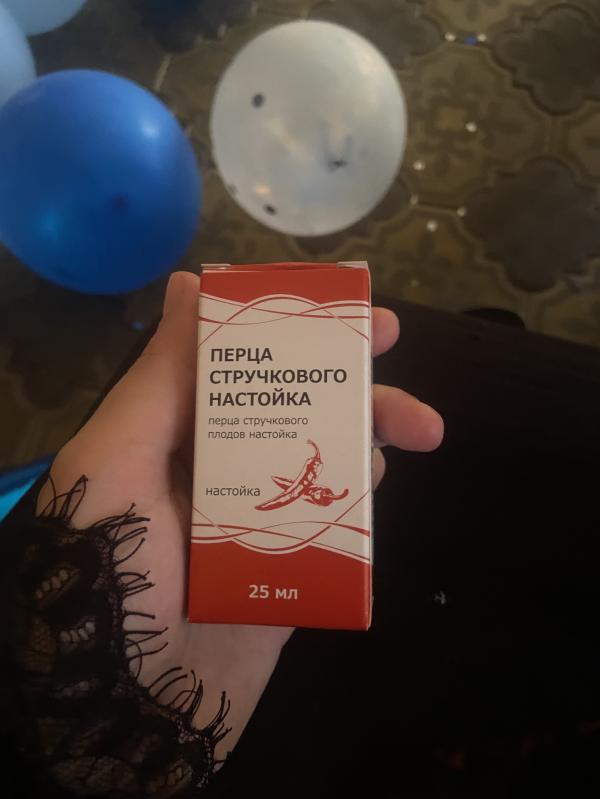 ПЕРЦА
СТРУЧКОВОГО
НАСТОЙКА
перца стручкового
плодов настойка
настойка
25 мл